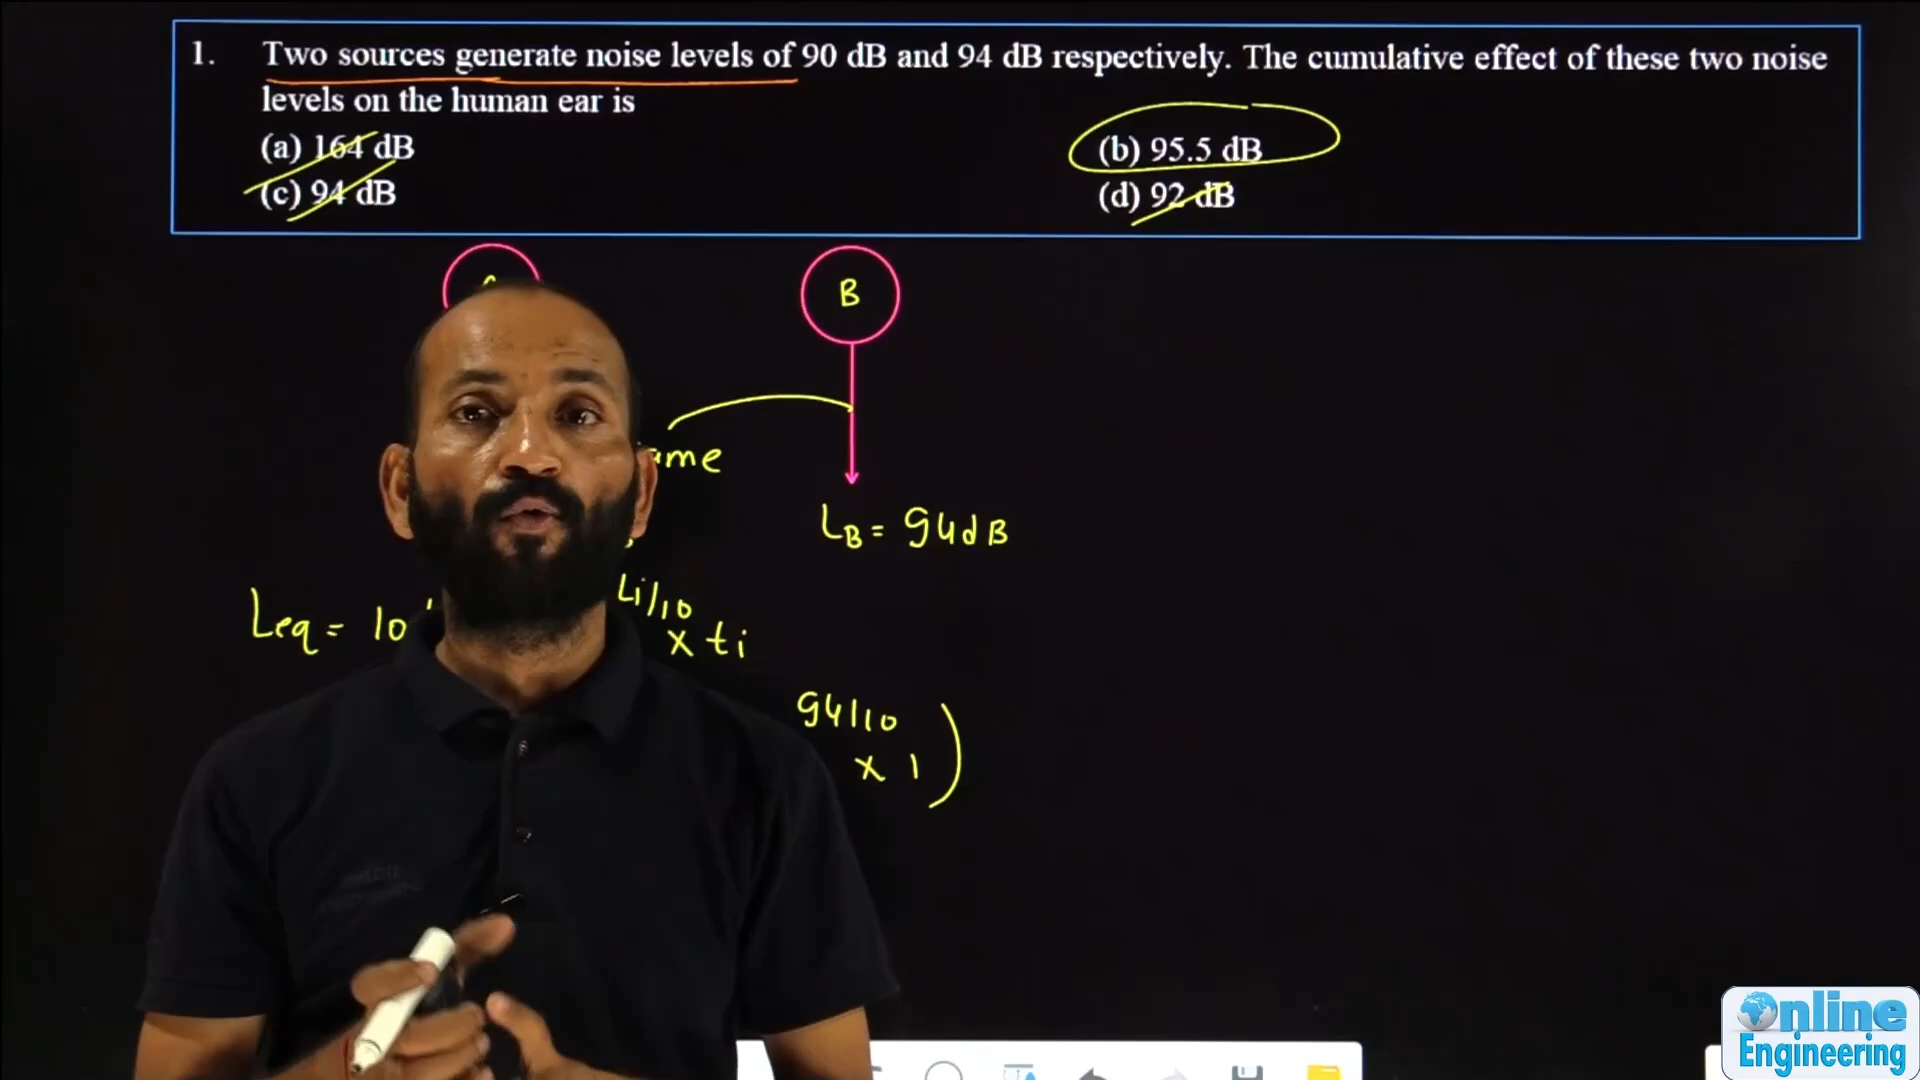 1. Two sources generate noise levels of 90 dB and 94 dB respectively. The cumulative effect of these two noise
levels on the human ear is
(a) 164 dB
(b) 95.5 dB
(c) 94 dB
(d) 92 dB
B
ame
LB = 94dB
Leq = 10
Li/10
x ti
94/10
x 1 )
Online
Engineering